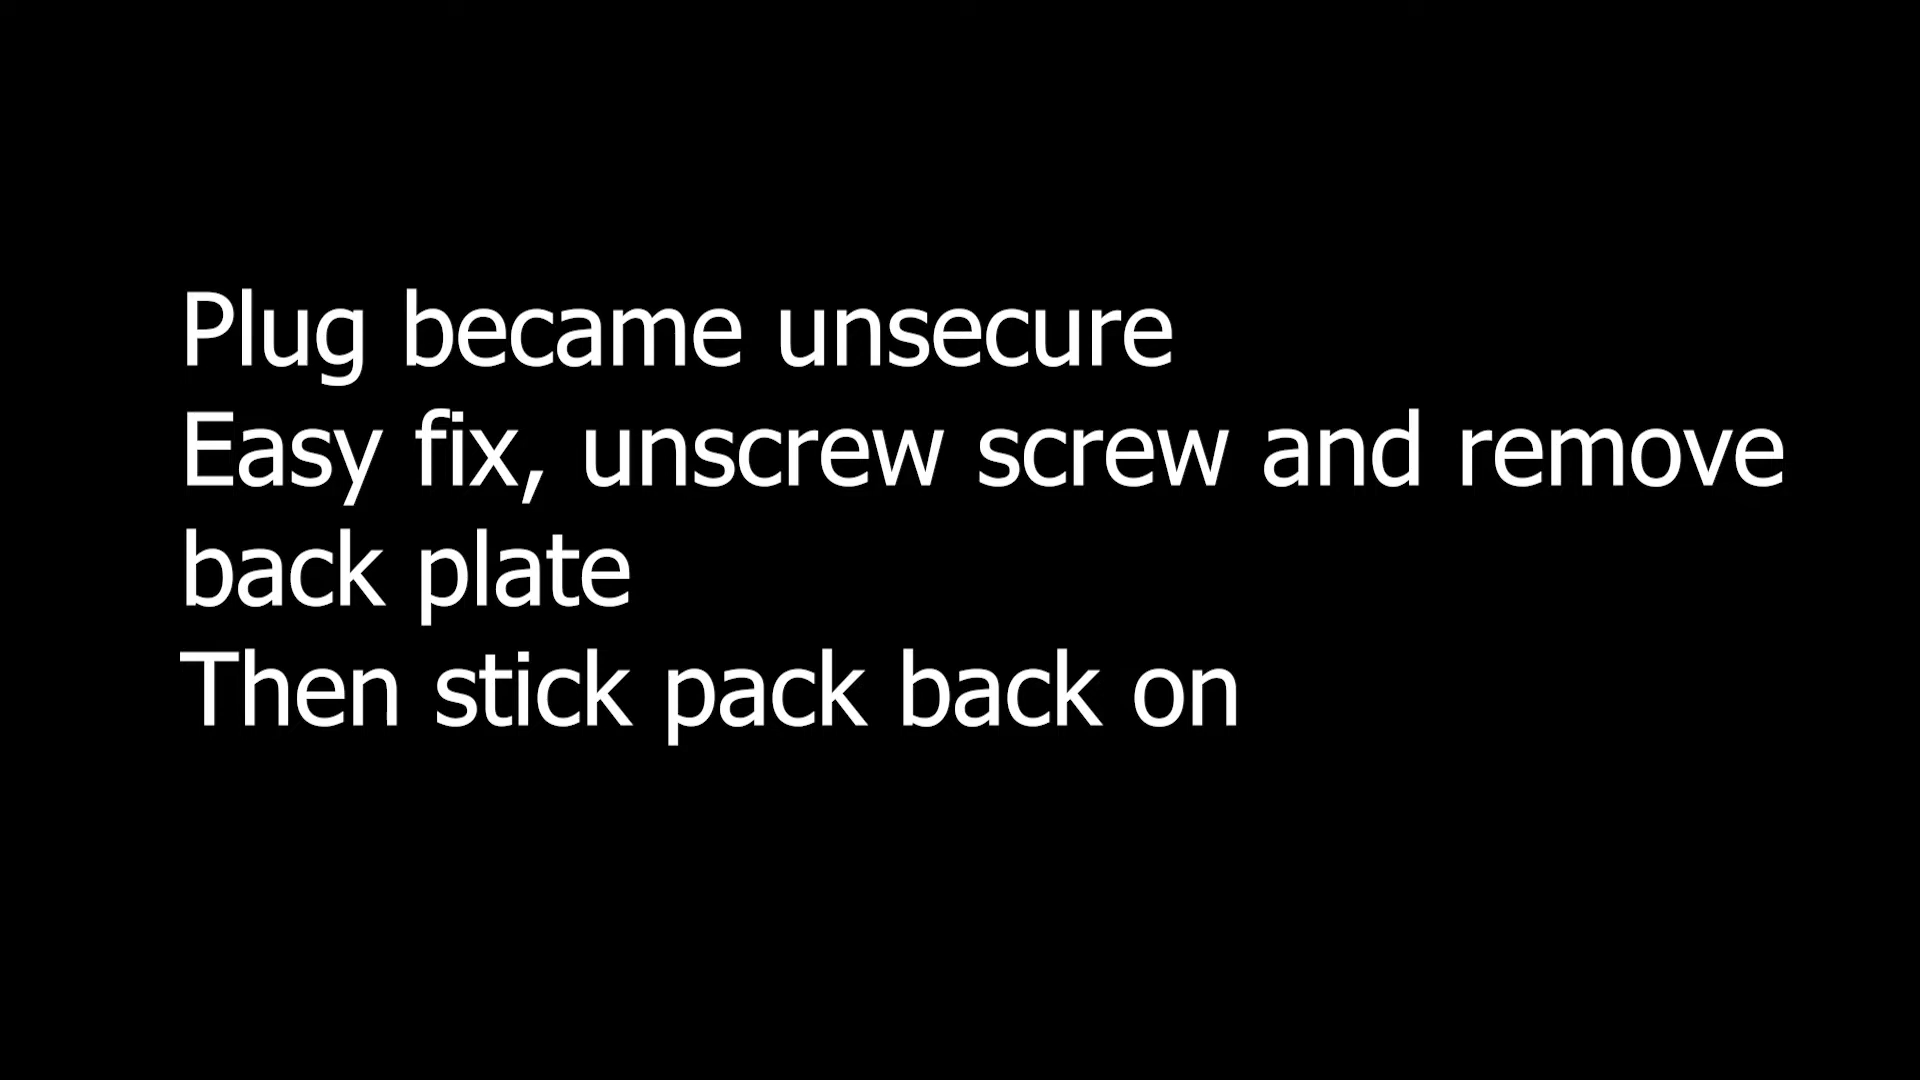 Plug became unsecure
Easy fix, unscrew screw and remove
back plate
Then stick pack back on